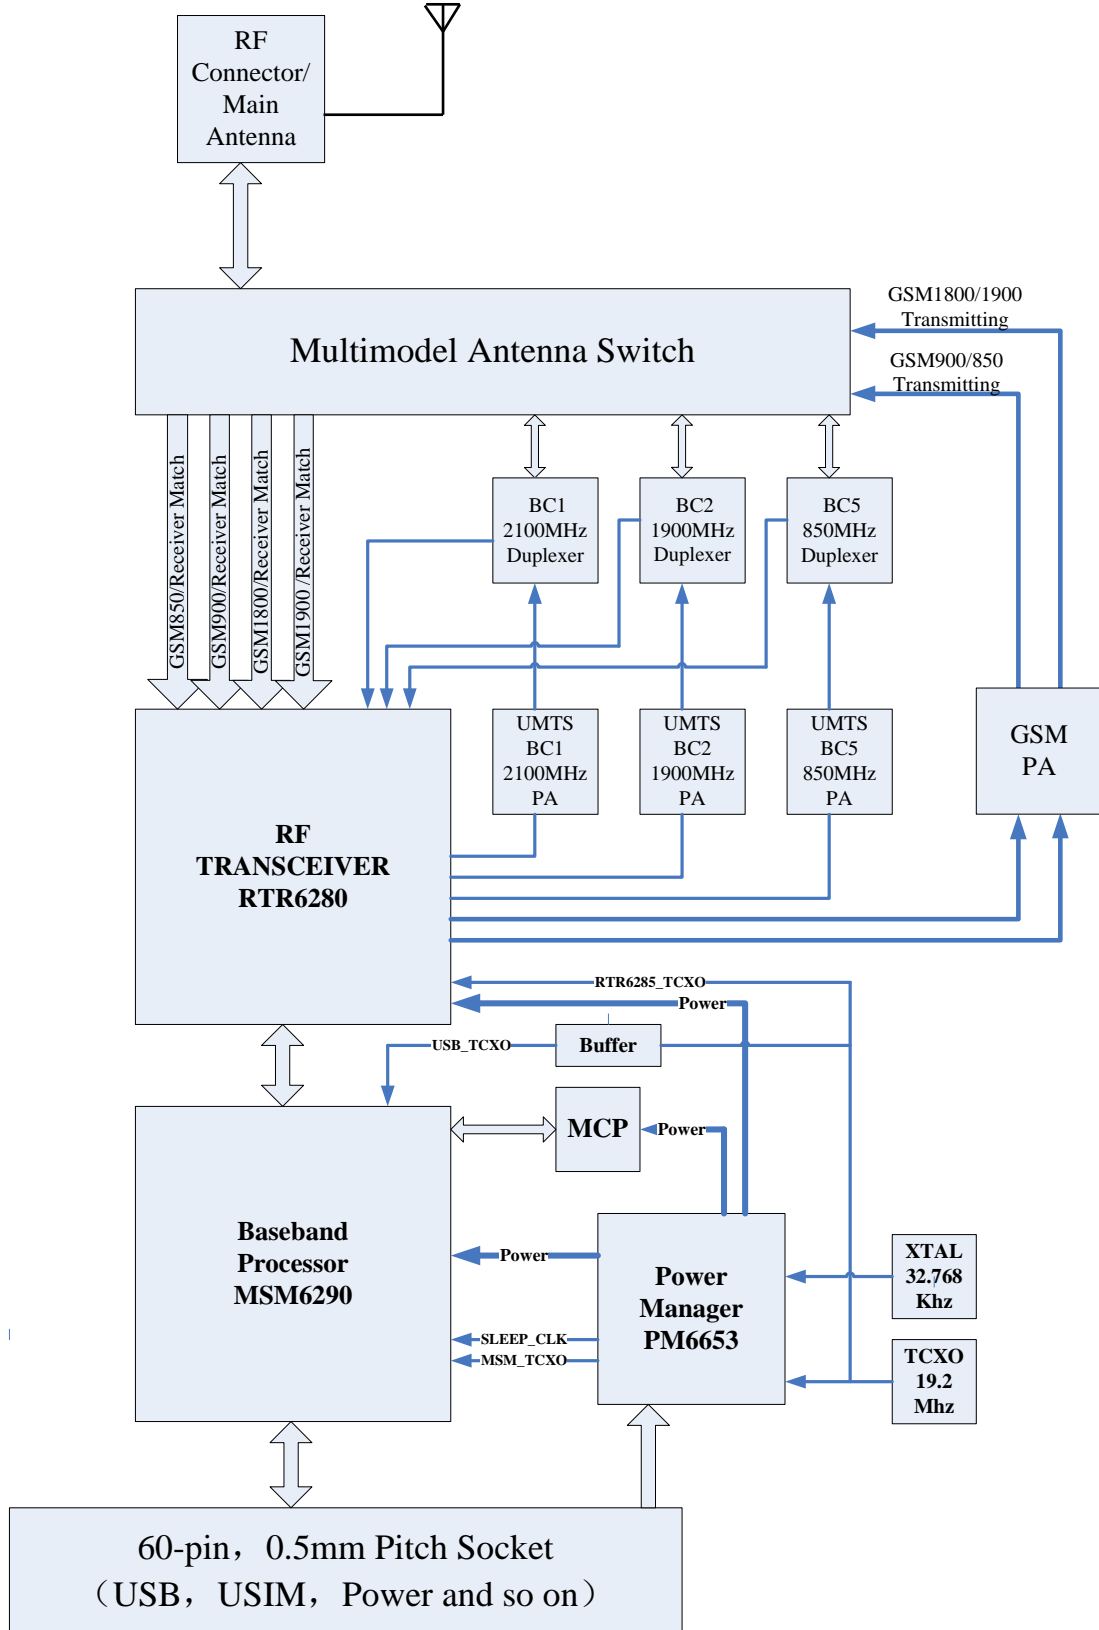 RF
Connector/
Main
Antenna
GSM1800/1900
Transmitting
Multimodel Antenna Switch
GSM900/850
Transmitting
GSM850/Receiver Match
GSM900/Receiver Match
GSM1800/Receiver Match
GSM1900 /Receiver Match
BC1
2100MHz
Duplexer
BC2
1900MHz
Duplexer
BC5
850MHz
Duplexer
UMTS
BC1
2100MHz
PA
UMTS
BC2
1900MHz
PA
UMTS
BC5
850MHz
PA
GSM
PA
RF
TRANSCEIVER
RTR6280
RTR6285_TCXO
Power
USB_TCXO
Buffer
MCP
Power
Baseband
Processor
MSM6290
Power
SLEEP_CLK
MSM_TCXO
Power
Manager
PM6653
XTAL
32.768
Khz
TCXO
19.2
Mhz
60-pin，0.5mm Pitch Socket
（USB，USIM，Power and so on）